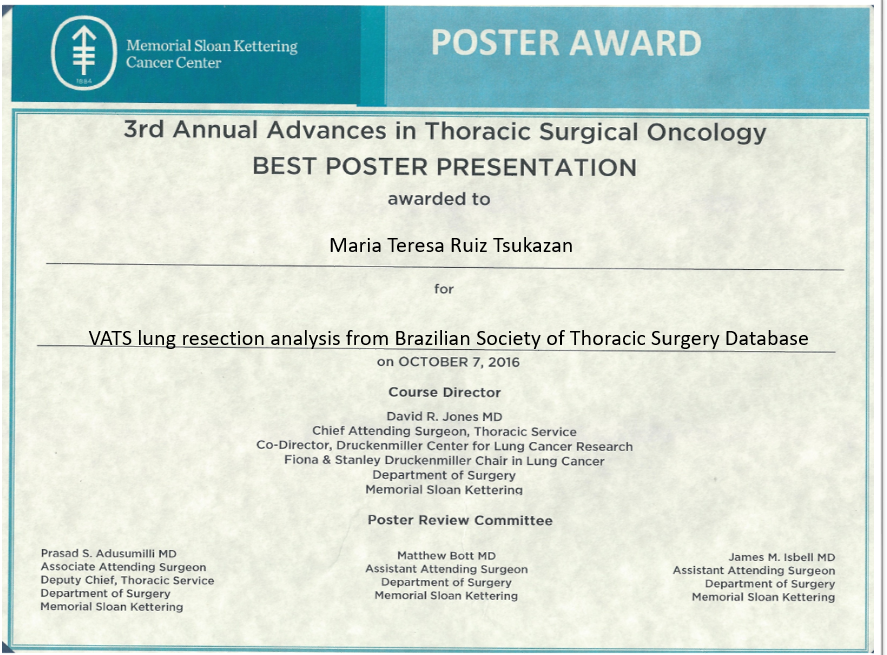 Memorial Sloan Kettering
Cancer Center
1884
POSTER AWARD
3rd Annual Advances in Thoracic Surgical Oncology
BEST POSTER PRESENTATION
awarded to
Maria Teresa Ruiz Tsukazan
for
VATS lung resection analysis from Brazilian Society of Thoracic Surgery Database
on OCTOBER 7, 2016
Course Director
David R. Jones MD
Chief Attending Surgeon, Thoracic Service
Co-Director, Druckenmiller Center for Lung Cancer Research
Fiona & Stanley Druckenmiller Chair in Lung Cancer
Department of Surgery
Memorial Sloan Kettering
Poster Review Committee
Prasad S. Adusumilli MD
Associate Attending Surgeon
Deputy Chief, Thoracic Service
Department of Surgery
Memorial Sloan Kettering
Matthew Bott MD
Assistant Attending Surgeon
Department of Surgery
Memorial Sloan Kettering
James M. Isbell MD
Assistant Attending Surgeon
Department of Surgery
Memorial Sloan Kettering